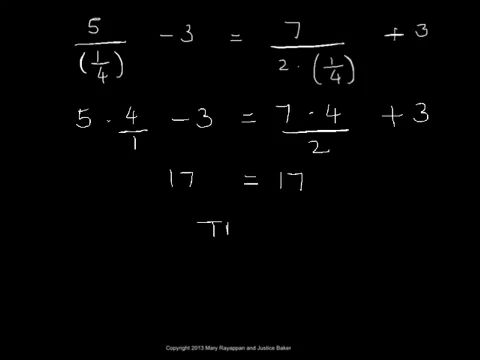 5/(1/4) - 3 = 7/(2 · (1/4)) + 3
5 · 4/1 - 3 = 7 · 4/2 + 3
17 = 17
T
Copyright 2013 Mary Rayappan and Justice Baker